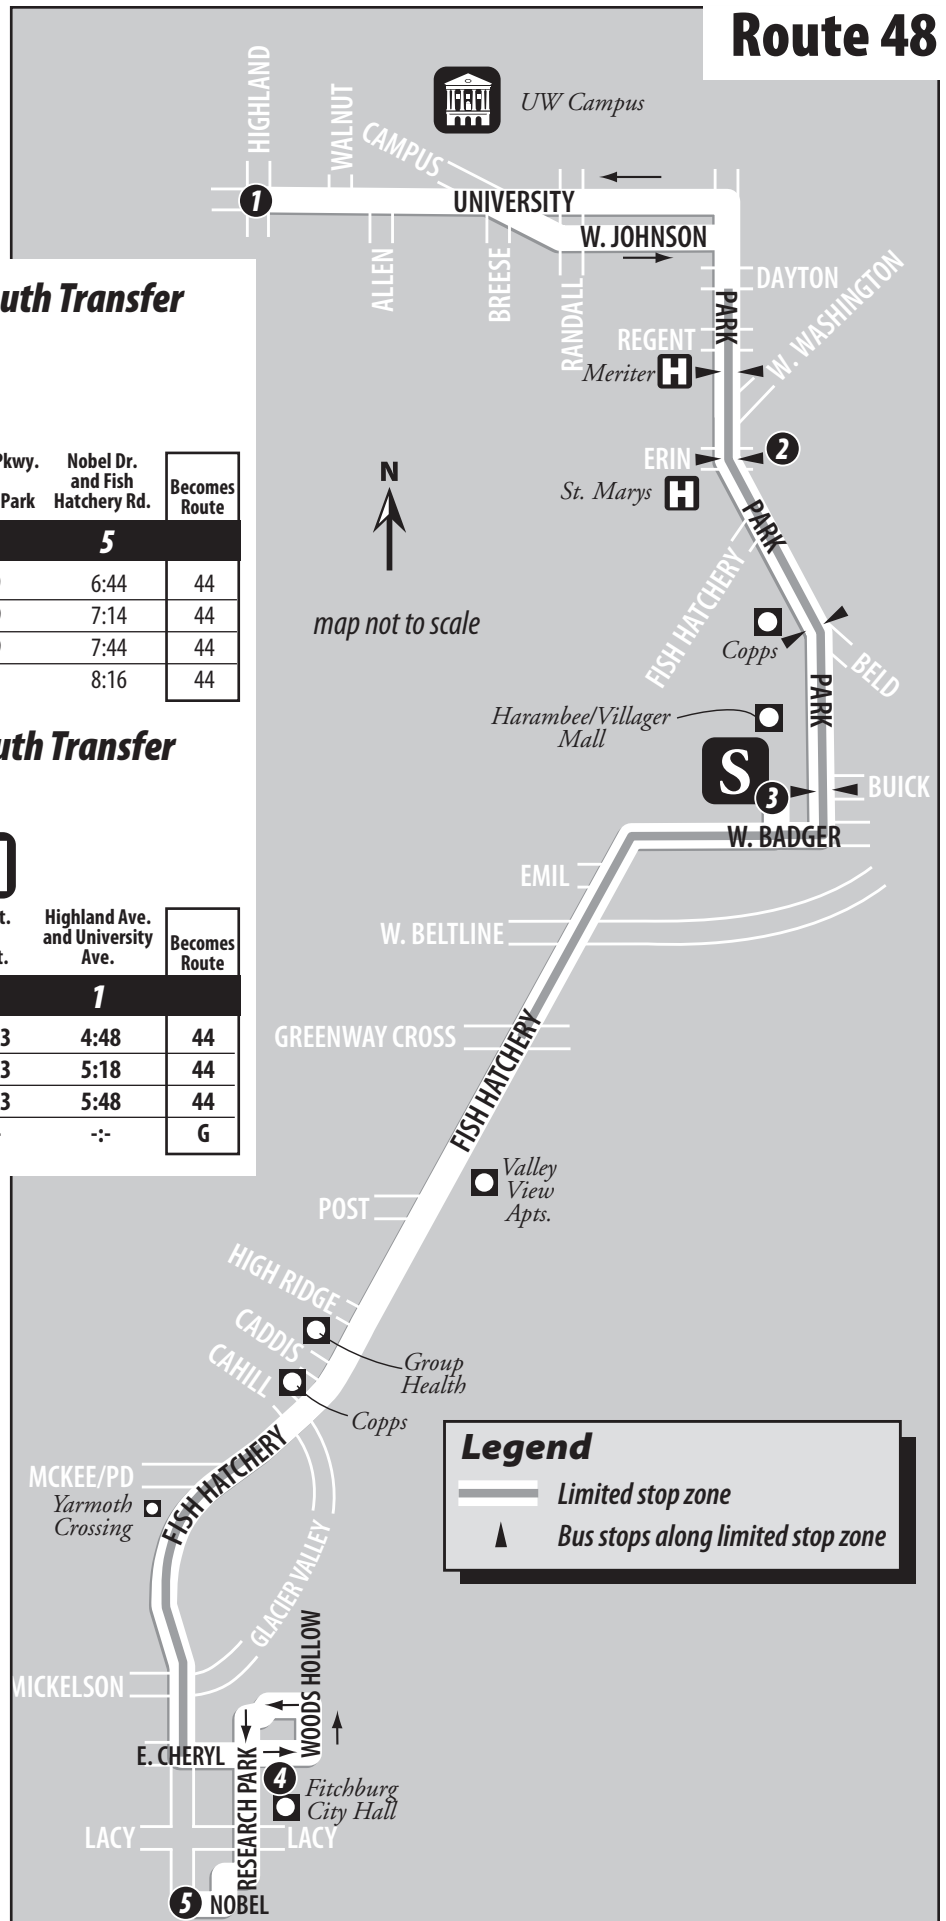 Route 48
HIGHLAND
WALNUT
CAMPUS
UW Campus
1
UNIVERSITY
W. JOHNSON
ALLEN
BREESE
RANDALL
DAYTON
PARK
W. WASHINGTON
REGENT
Meriter H
ERIN
2
St. Marys H
PARK
FISH HATCHERY
N
map not to scale
Copps
BELD
PARK
Harambee/Villager
Mall
S
3
BUICK
W. BADGER
EMIL
W. BELTLINE
GREENWAY CROSS
FISH HATCHERY
Valley
View
Apts.
POST
HIGH RIDGE
CADDIS
CAHILL
Group
Health
Copps
FISH HATCHERY
MCKEE/PD
Yarmoth
Crossing
GLACIER VALLEY
MICKELSON
WOODS HOLLOW
E. CHERYL
RESEARCH PARK
4
Fitchburg
City Hall
LACY
LACY
5
NOBEL
Legend
Limited stop zone
Bus stops along limited stop zone
uth Transfer
Pkwy. Nobel Dr.
and Fish Becomes
Park Hatchery Rd. Route
5
6:44 44
7:14 44
7:44 44
8:16 44
uth Transfer
t. Highland Ave.
and University Becomes
t. Ave. Route
1
3 4:48 44
3 5:18 44
3 5:48 44
-:- G